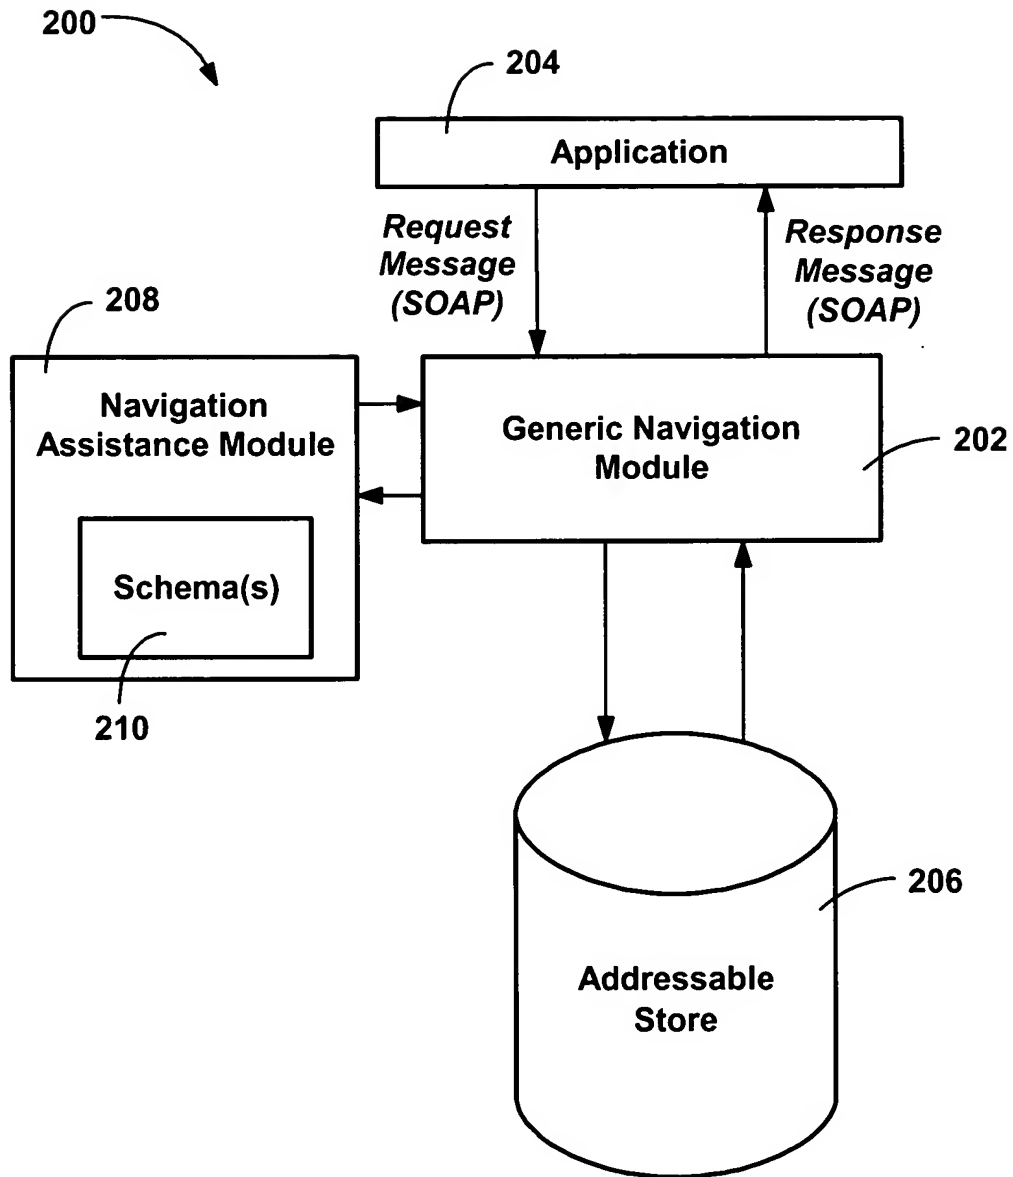 200
204
Application
Request
Message
(SOAP)
Response
Message
(SOAP)
208
Navigation
Assistance Module
Generic Navigation
Module
202
Schema(s)
210
206
Addressable
Store